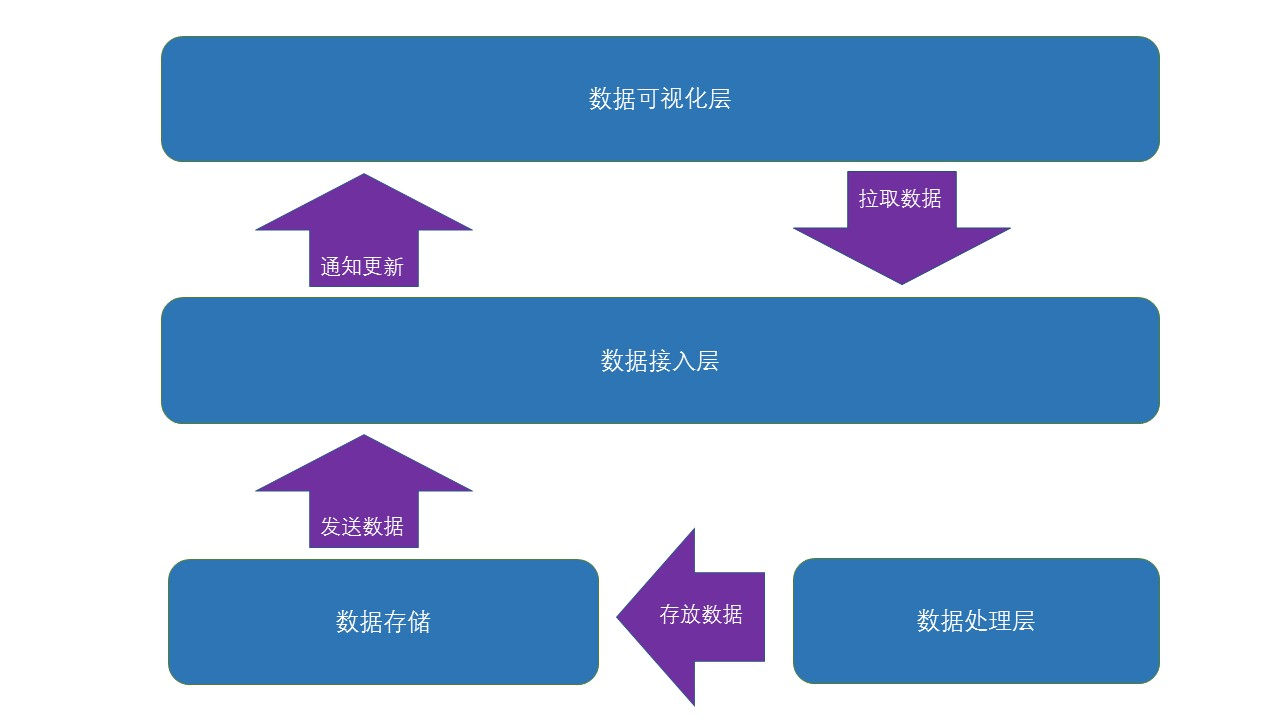 数据可视化层
通知更新
拉取数据
数据接入层
发送数据
数据存储
存放数据
数据处理层